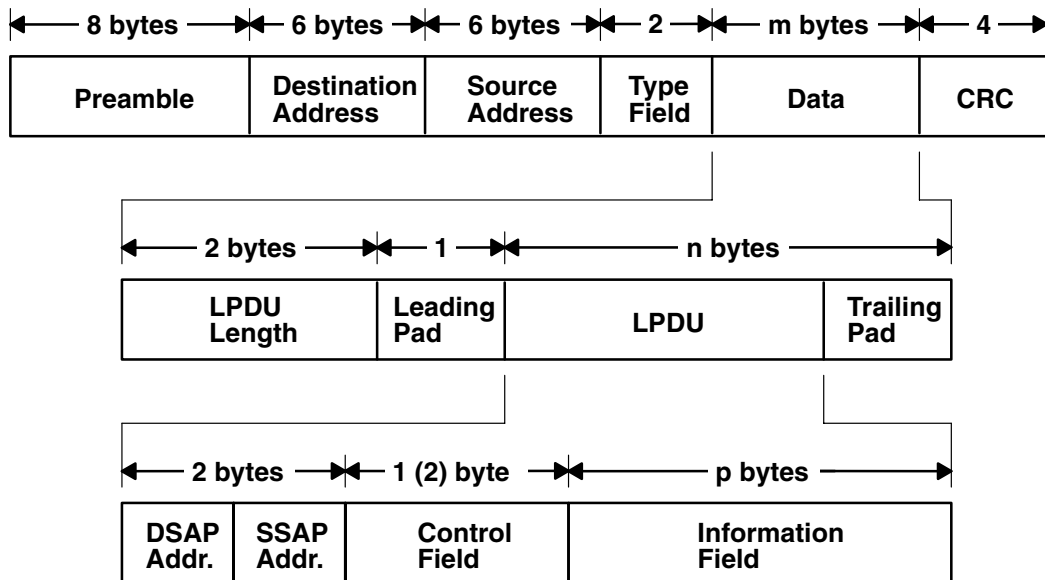 8 bytes 6 bytes 6 bytes 2 m bytes 4
Preamble Destination Address Source Address Type Field Data CRC
2 bytes 1 n bytes
LPDU Length Leading Pad LPDU Trailing Pad
2 bytes 1 (2) byte p bytes
DSAP Addr. SSAP Addr. Control Field Information Field